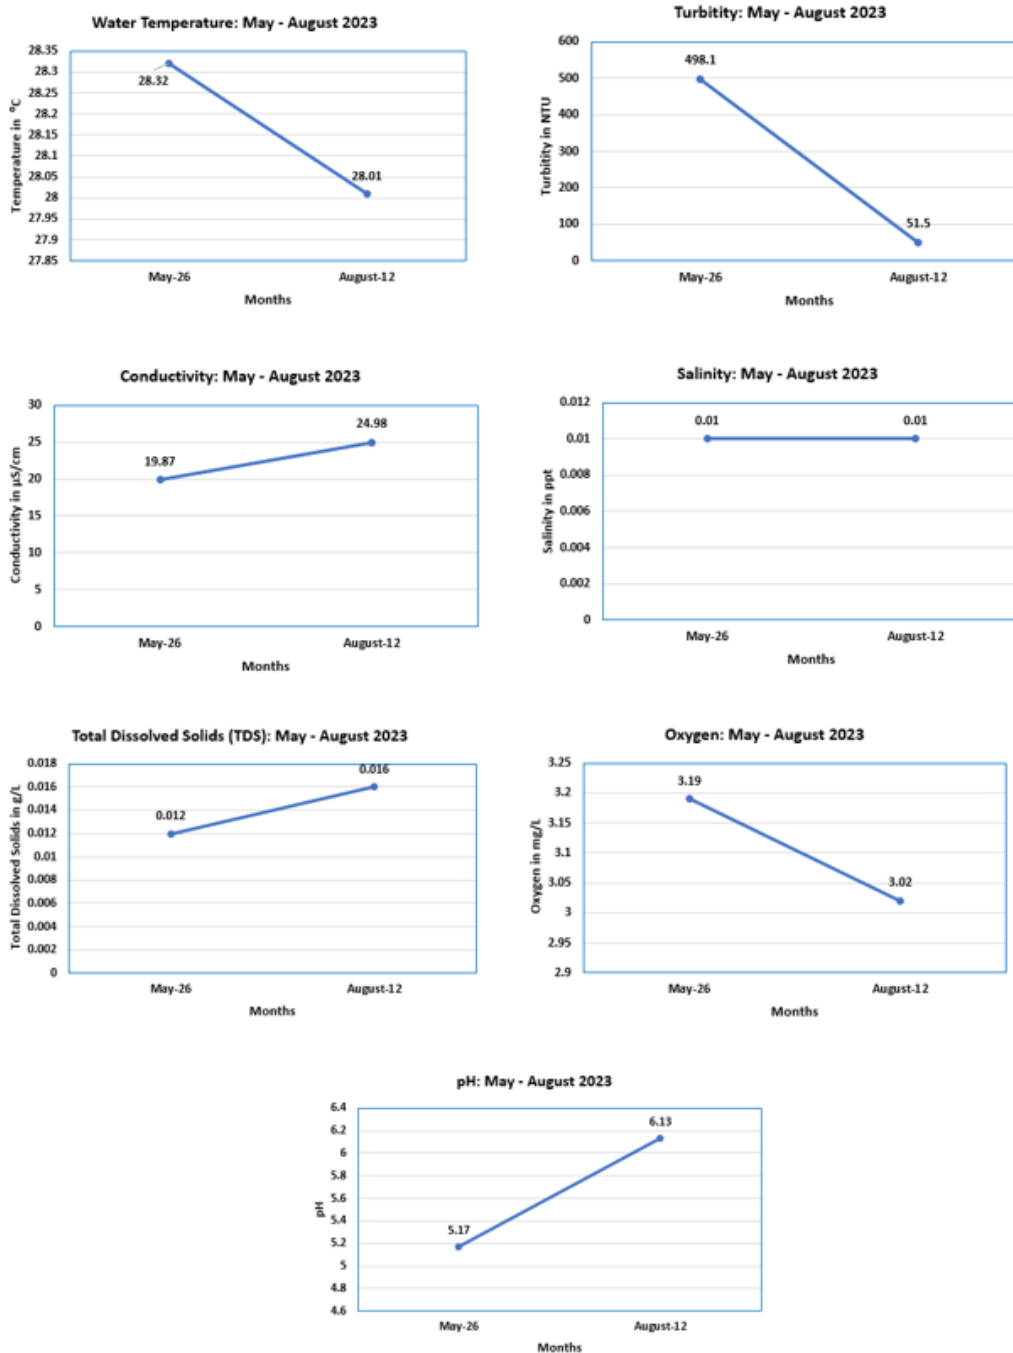 Water Temperature: May - August 2023
28.35
28.3
28.25
28.2
28.15
28.1
28.05
28
27.95
27.9
27.85
Temperature in °C
28.32
28.01
May-26
August-12
Months
Turbitity: May - August 2023
600
500
400
300
200
100
0
Turbitity in NTU
498.1
51.5
May-26
August-12
Months
Conductivity: May - August 2023
30
25
20
15
10
5
0
Conductivity in µS/cm
19.87
24.98
May-26
August-12
Months
Salinity: May - August 2023
0.012
0.01
0.008
0.006
0.004
0.002
0
Salinity in ppt
0.01
0.01
May-26
August-12
Months
Total Dissolved Solids (TDS): May - August 2023
0.018
0.016
0.014
0.012
0.01
0.008
0.006
0.004
0.002
0
Total Dissolved Solids in g/L
0.012
0.016
May-26
August-12
Months
Oxygen: May - August 2023
3.25
3.2
3.15
3.1
3.05
3
2.95
2.9
Oxygen in mg/L
3.19
3.02
May-26
August-12
Months
pH: May - August 2023
6.4
6.2
6
5.8
5.6
5.4
5.2
5
4.8
4.6
pH
5.17
6.13
May-26
August-12
Months